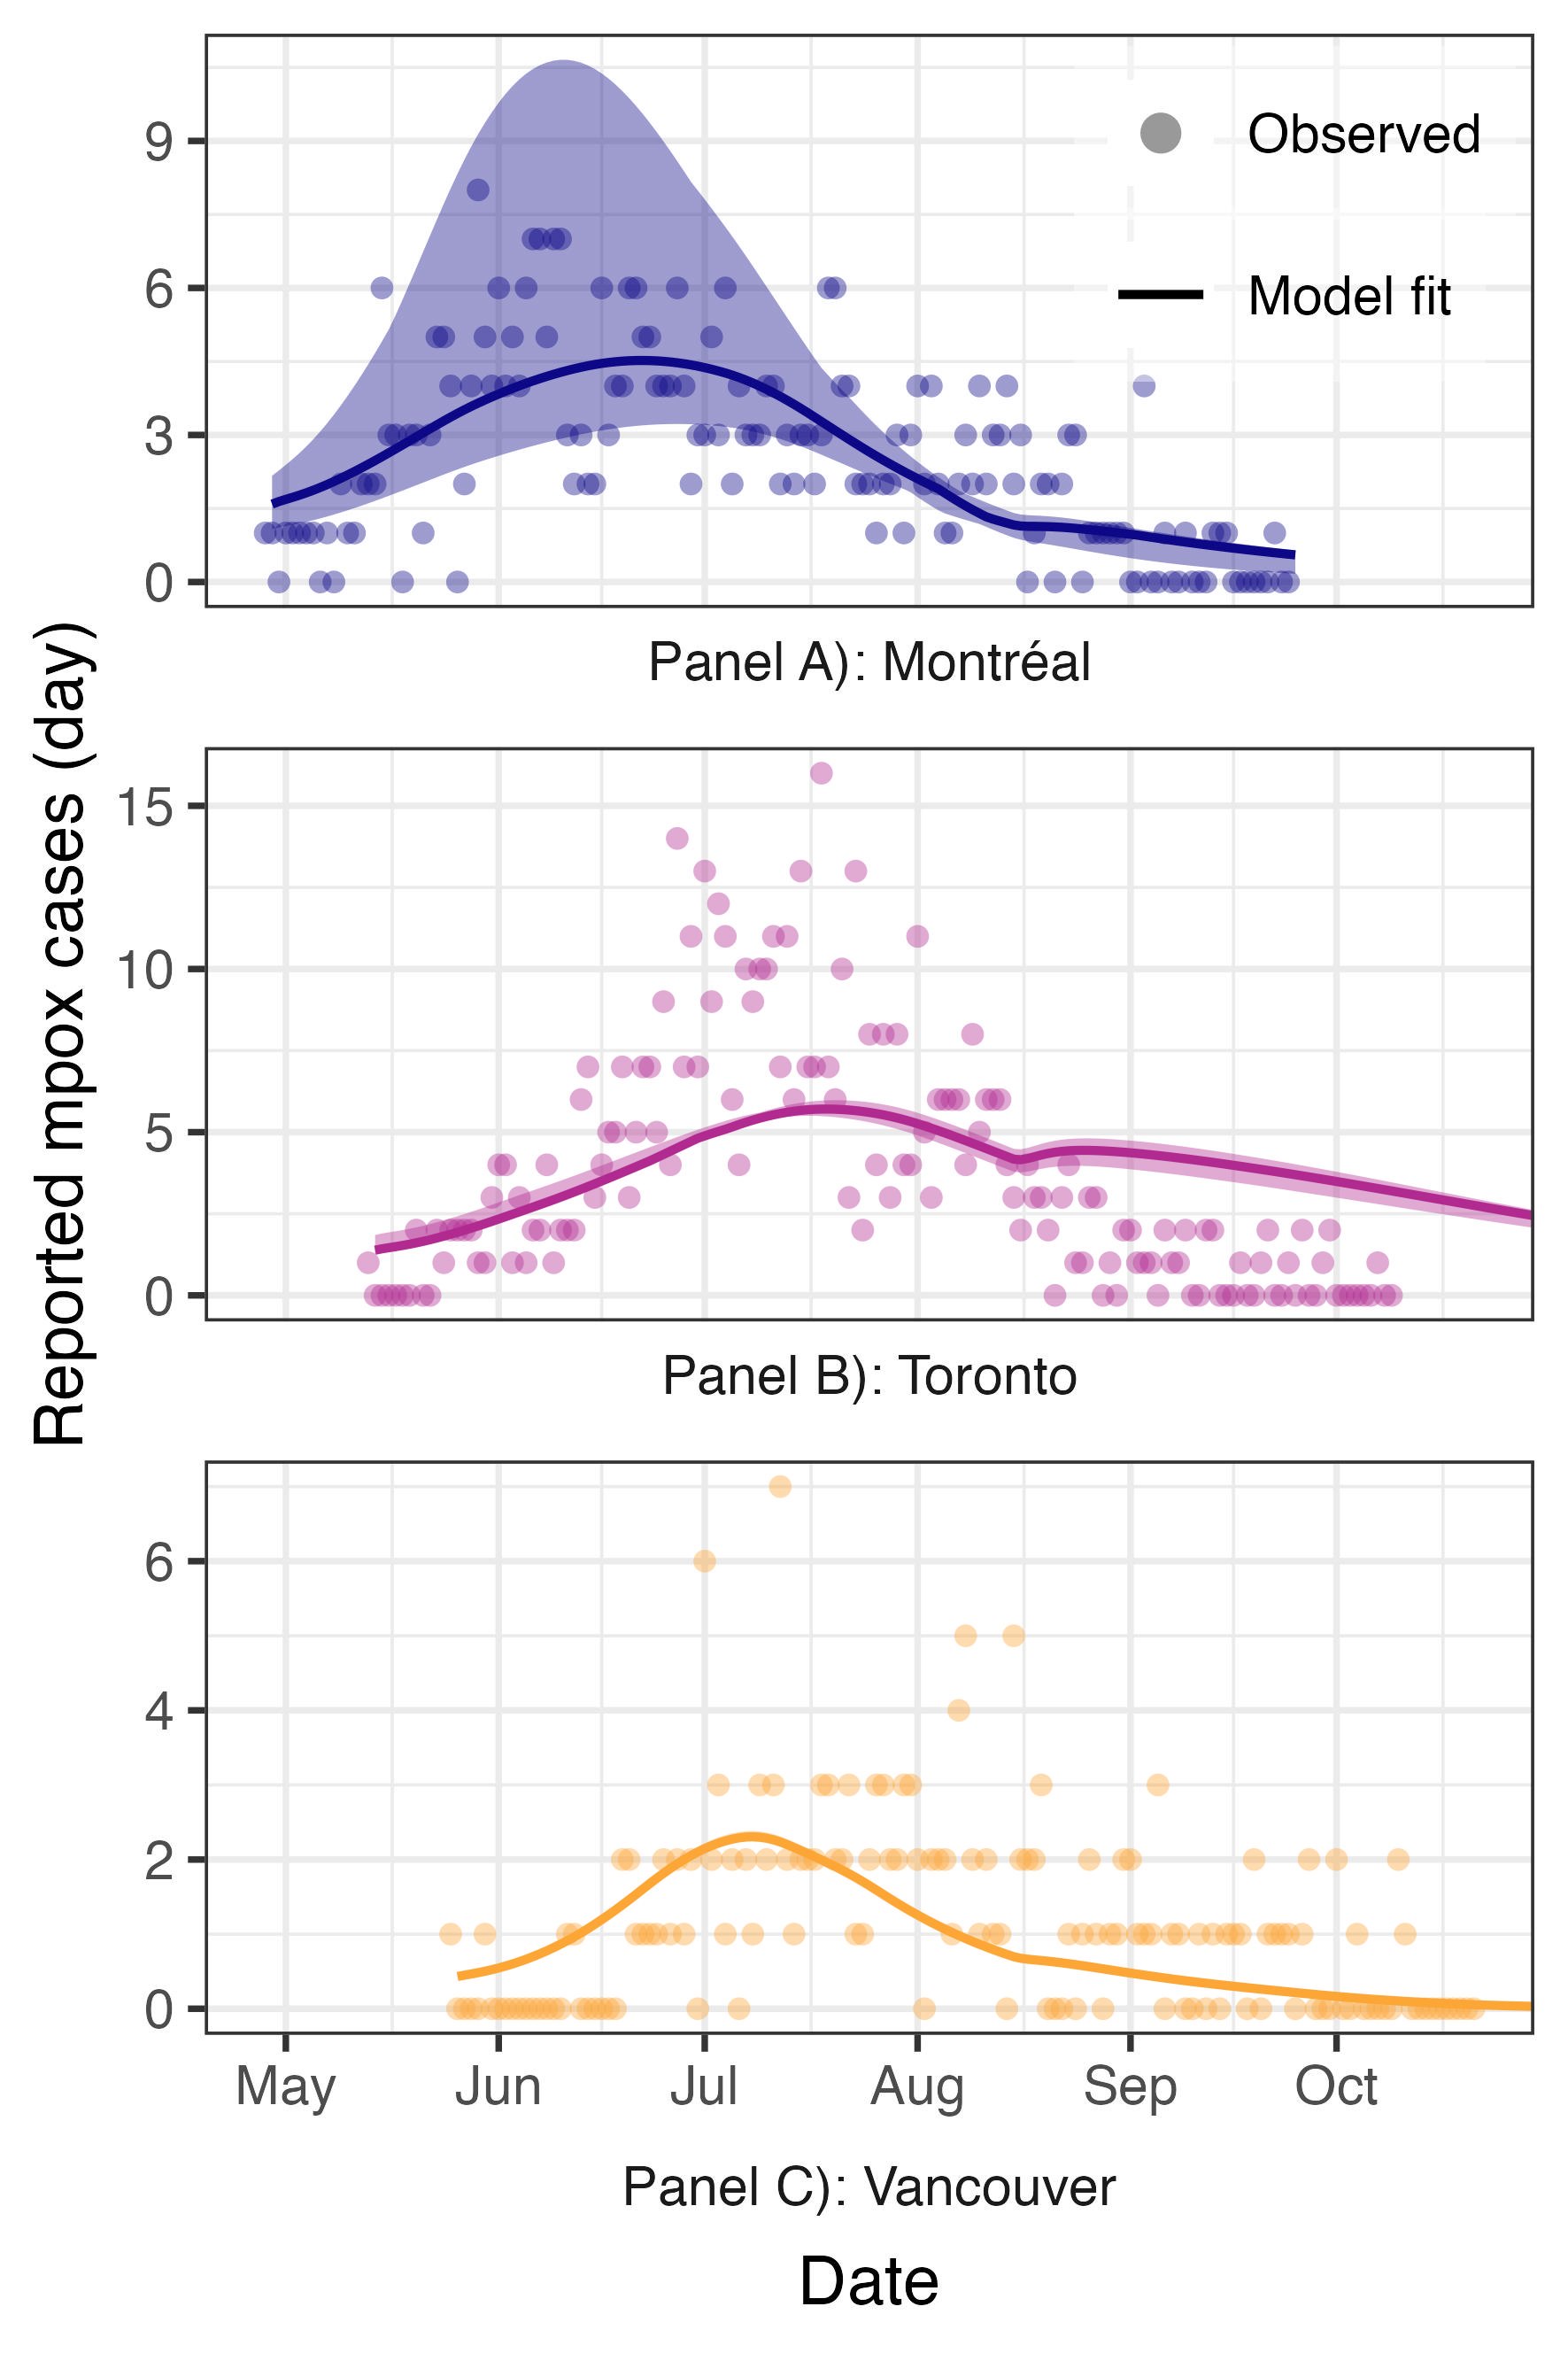 Reported mpox cases (day)
9
6
3
0
Observed
Model fit
Panel A): Montréal
15
10
5
0
Panel B): Toronto
6
4
2
0
May Jun Jul Aug Sep Oct
Panel C): Vancouver
Date